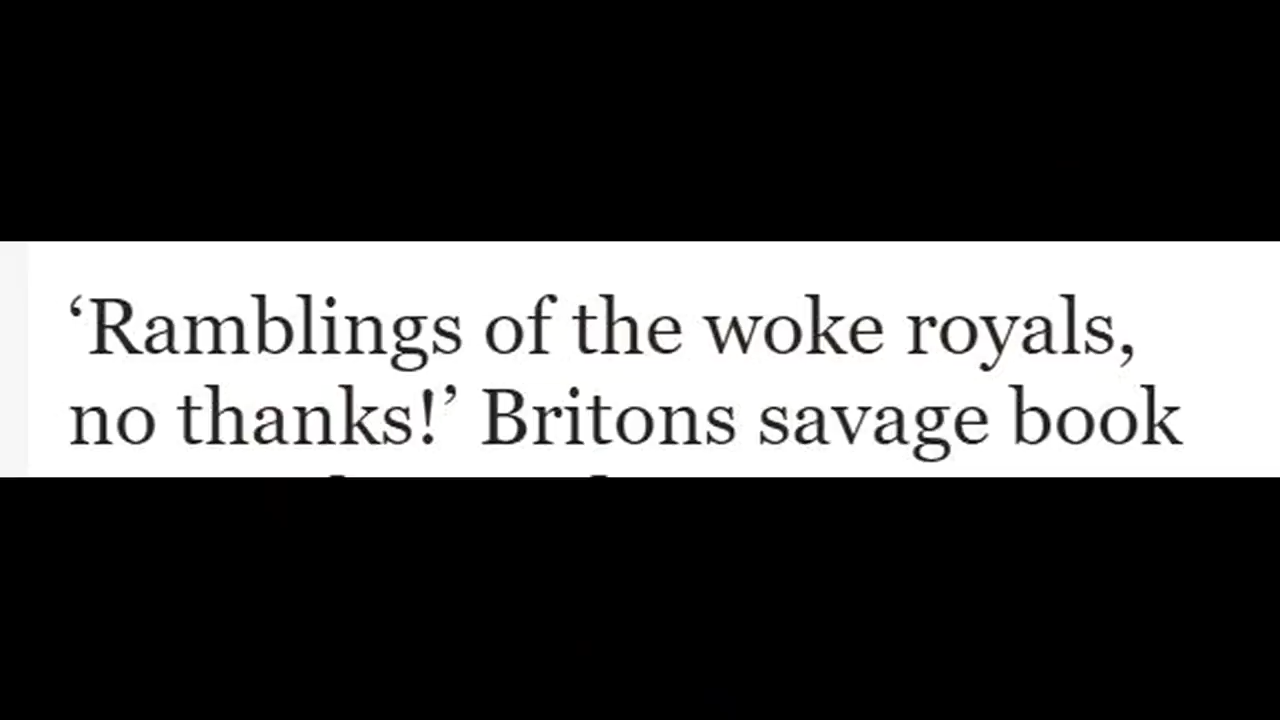 ‘Ramblings of the woke royals,
no thanks!’ Britons savage book